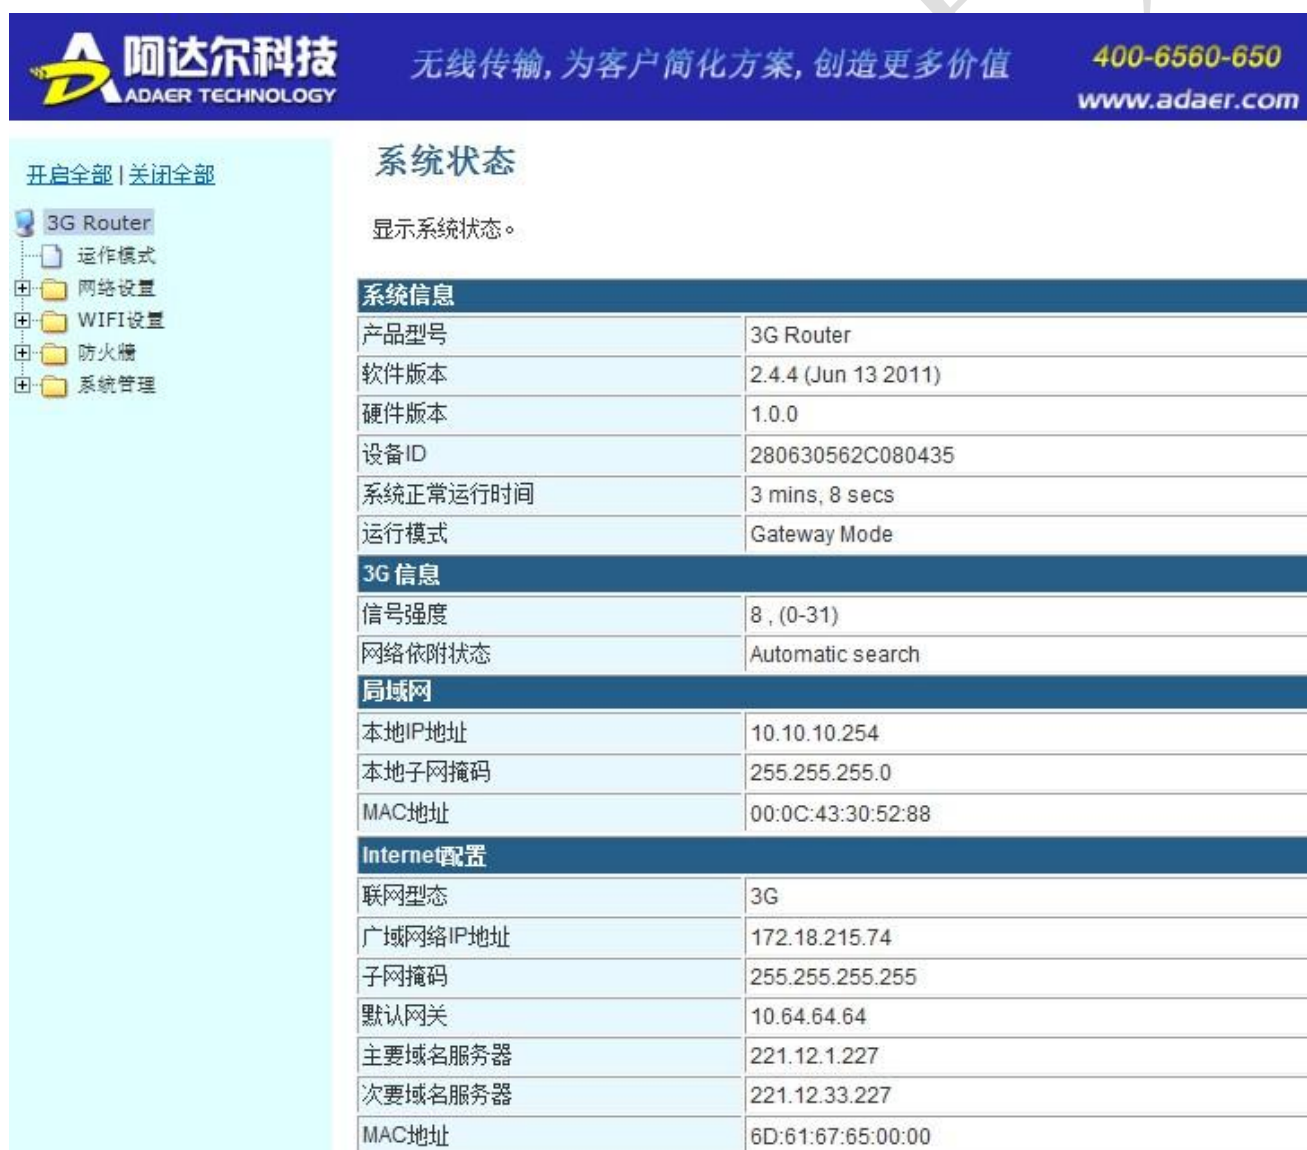 阿达尔科技
ADAER TECHNOLOGY
无线传输,为客户简化方案,创造更多价值
400-6560-650
www.adaer.com
开启全部 | 关闭全部
3G Router
运作模式
网络设置
WIFI设置
防火墙
系统管理
系统状态
显示系统状态。
系统信息
产品型号 3G Router
软件版本 2.4.4 (Jun 13 2011)
硬件版本 1.0.0
设备ID 280630562C080435
系统正常运行时间 3 mins, 8 secs
运行模式 Gateway Mode
3G 信息
信号强度 8 , (0-31)
网络依附状态 Automatic search
局域网
本地IP地址 10.10.10.254
本地子网掩码 255.255.255.0
MAC地址 00:0C:43:30:52:88
Internet配置
联网型态 3G
广域网络IP地址 172.18.215.74
子网掩码 255.255.255.255
默认网关 10.64.64.64
主要域名服务器 221.12.1.227
次要域名服务器 221.12.33.227
MAC地址 6D:61:67:65:00:00